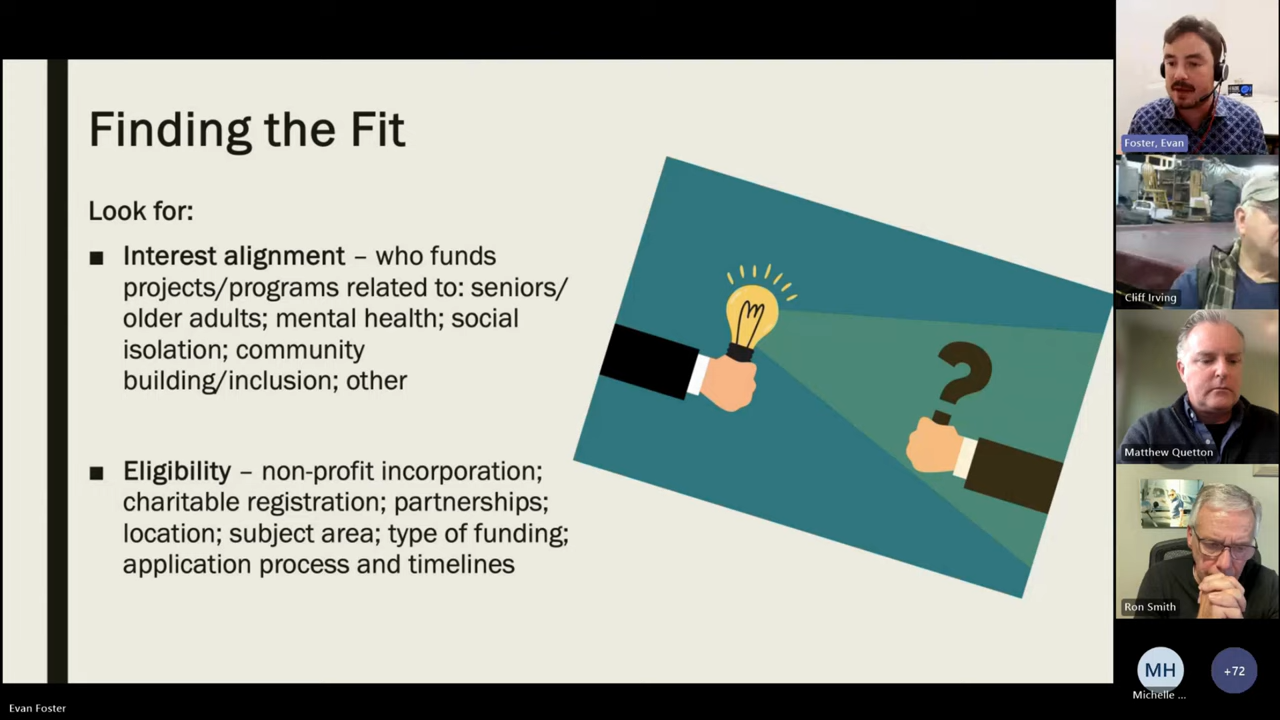 Finding the Fit
Look for:
■ Interest alignment – who funds
projects/programs related to: seniors/
older adults; mental health; social
isolation; community
building/inclusion; other
■ Eligibility – non-profit incorporation;
charitable registration; partnerships;
location; subject area; type of funding;
application process and timelines
Foster, Evan
Cliff Irving
Matthew Quetton
Ron Smith
MH
Michelle ...
+72
Evan Foster